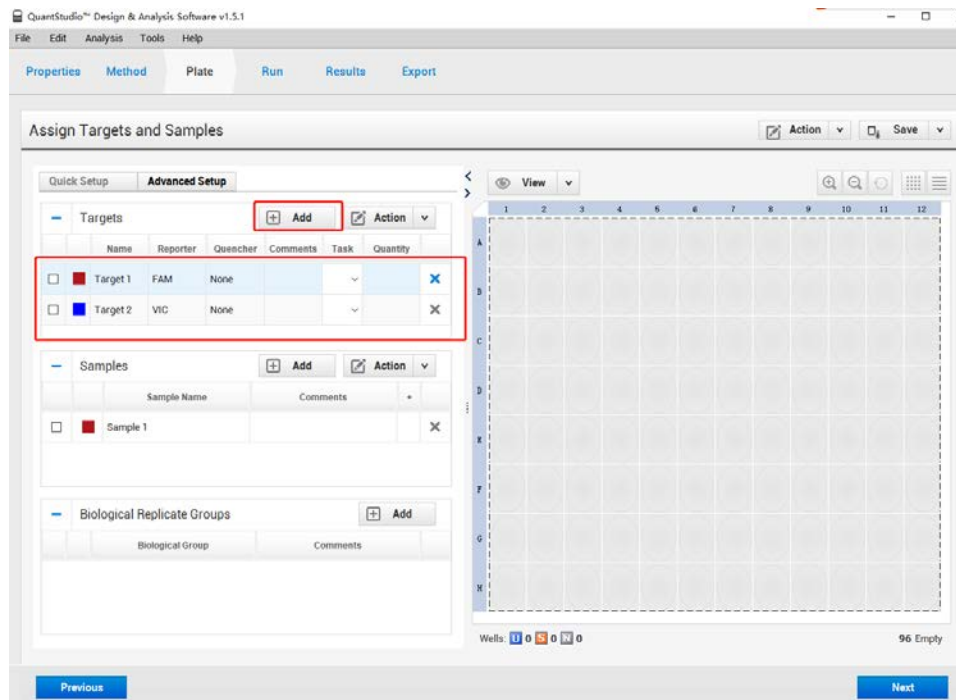 QuantStudio™ Design & Analysis Software v1.5.1
File Edit Analysis Tools Help
Properties Method Plate Run Results Export
Assign Targets and Samples
Action Save
Quick Setup Advanced Setup
View
Targets Add Action
Name Reporter Quencher Comments Task Quantity
Target 1 FAM None
Target 2 VIC None
Samples Add Action
Sample Name Comments
Sample 1
Biological Replicate Groups Add
Biological Group Comments
1 2 3 4 5 6 7 8 9 10 11 12
A
B
C
D
E
F
G
H
Wells: U 0 S 0 N 0 96 Empty
Previous Next